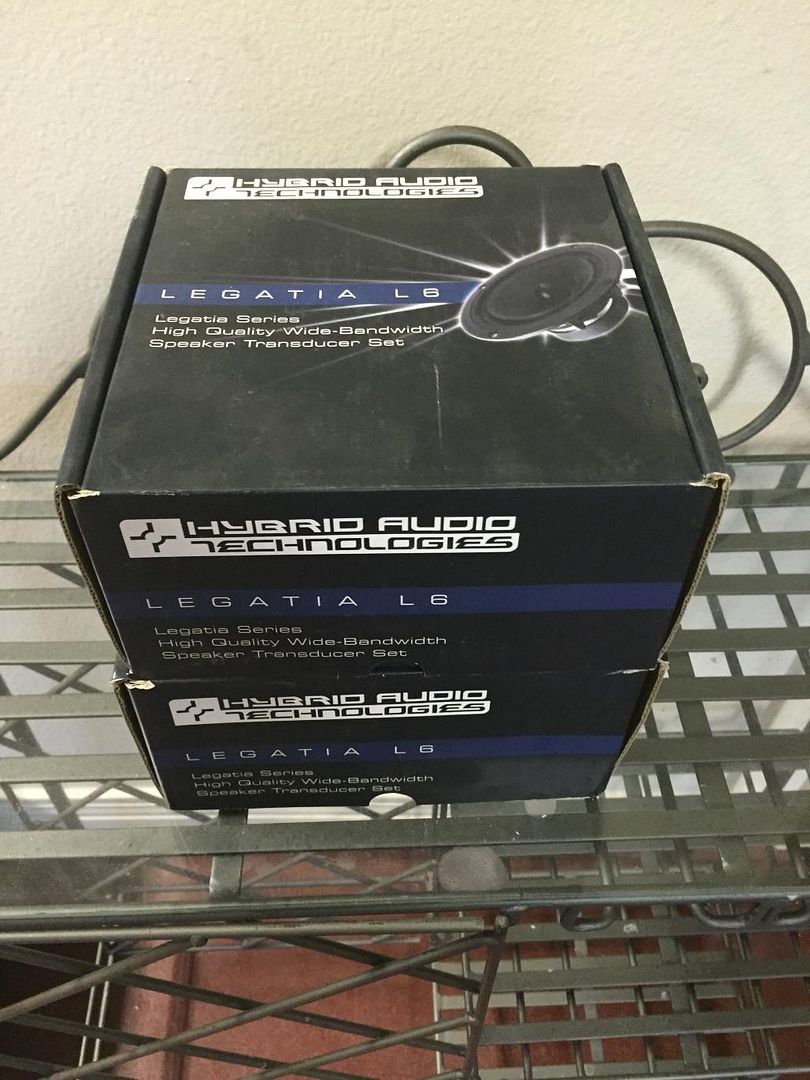 HYBRID AUDIO
TECHNOLOGIES
LEGATIA L6
Legatia Series
High Quality Wide-Bandwidth
Speaker Transducer Set
HYBRID AUDIO
TECHNOLOGIES
LEGATIA L6
Legatia Series
High Quality Wide-Bandwidth
Speaker Transducer Set
HYBRID AUDIO
TECHNOLOGIES
LEGATIA L6
Legatia Series
High Quality Wide-Bandwidth
Speaker Transducer Set